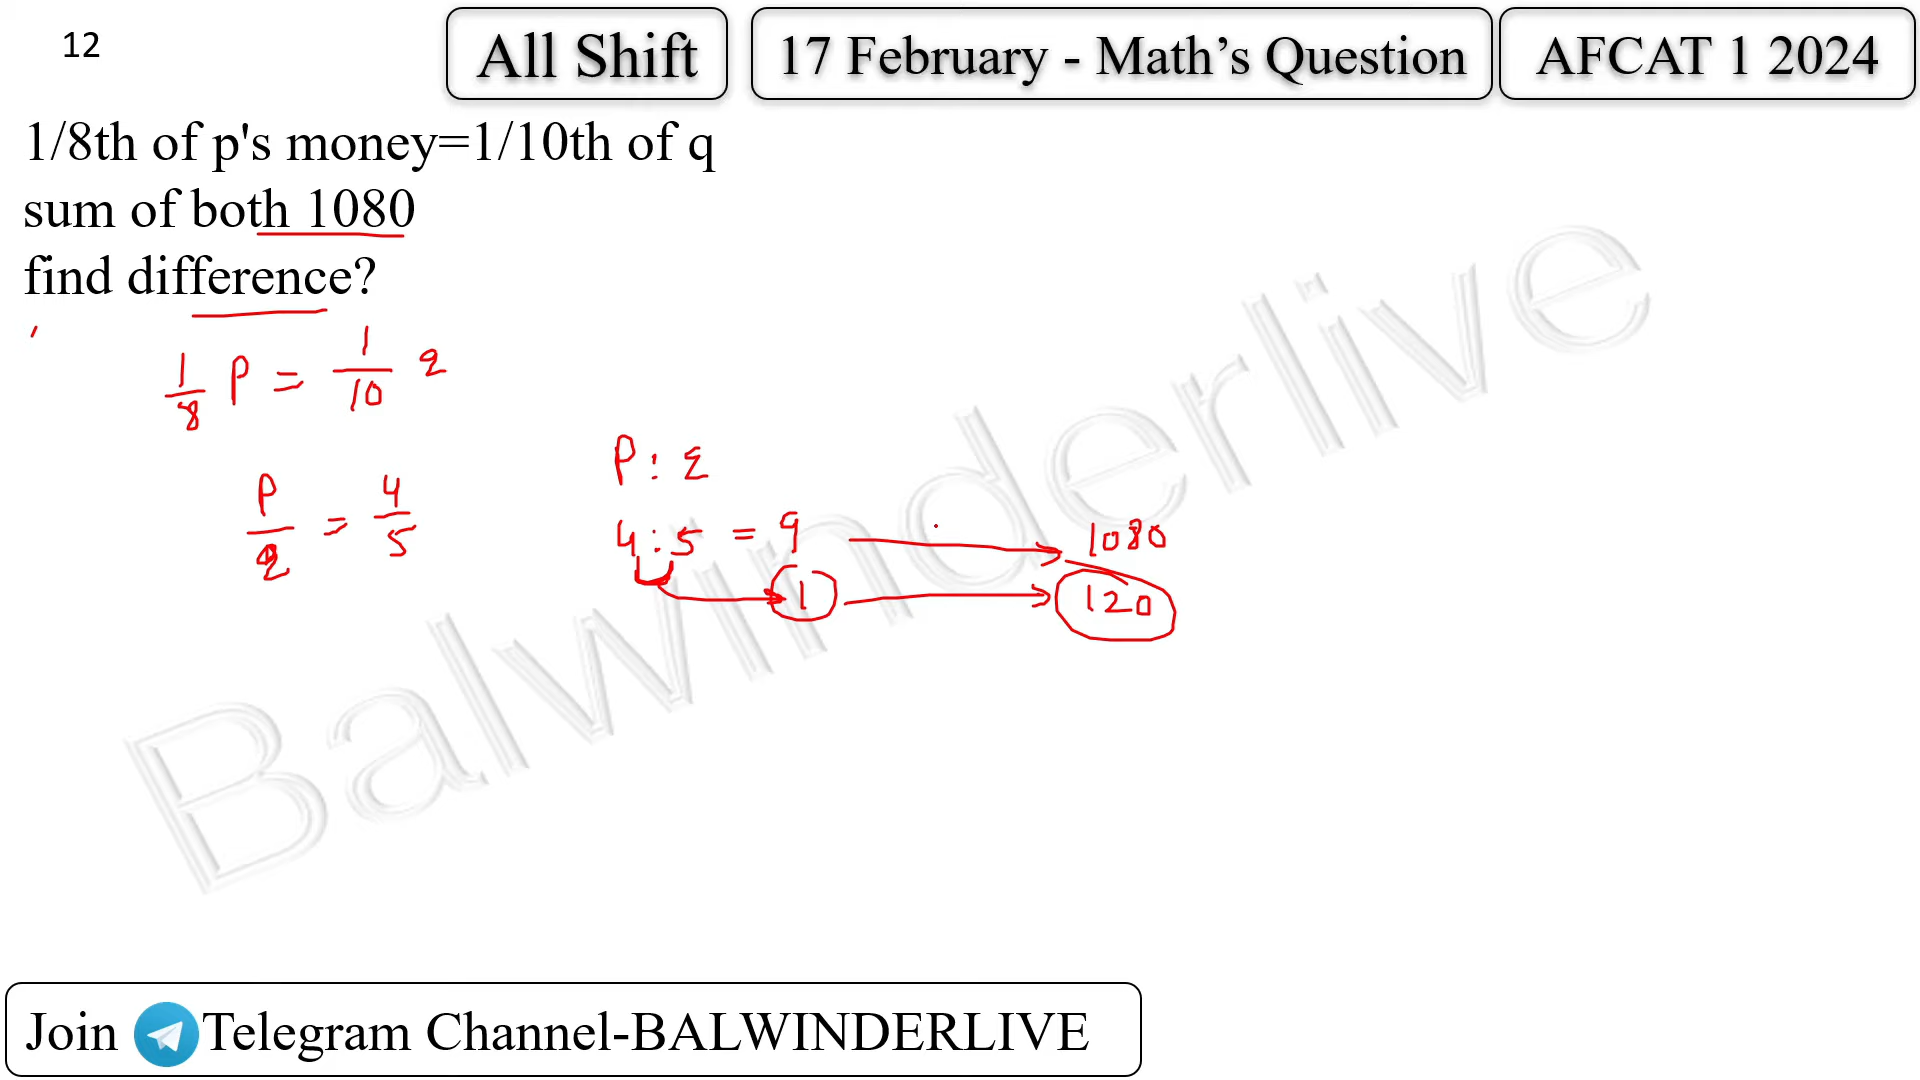 12
All Shift
17 February - Math’s Question
AFCAT 1 2024
1/8th of p's money=1/10th of q
sum of both 1080
find difference?
1/8 P = 1/10 q
P/q = 4/5
P : q
4 : 5 = 9 → 1080
1 → 120
Balwinderlive
Join Telegram Channel-BALWINDERLIVE